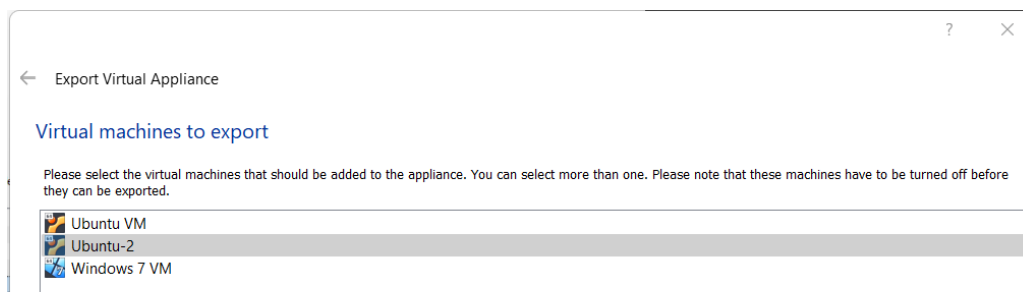 ?
Export Virtual Appliance
Virtual machines to export
Please select the virtual machines that should be added to the appliance. You can select more than one. Please note that these machines have to be turned off before
they can be exported.
Ubuntu VM
Ubuntu-2
Windows 7 VM